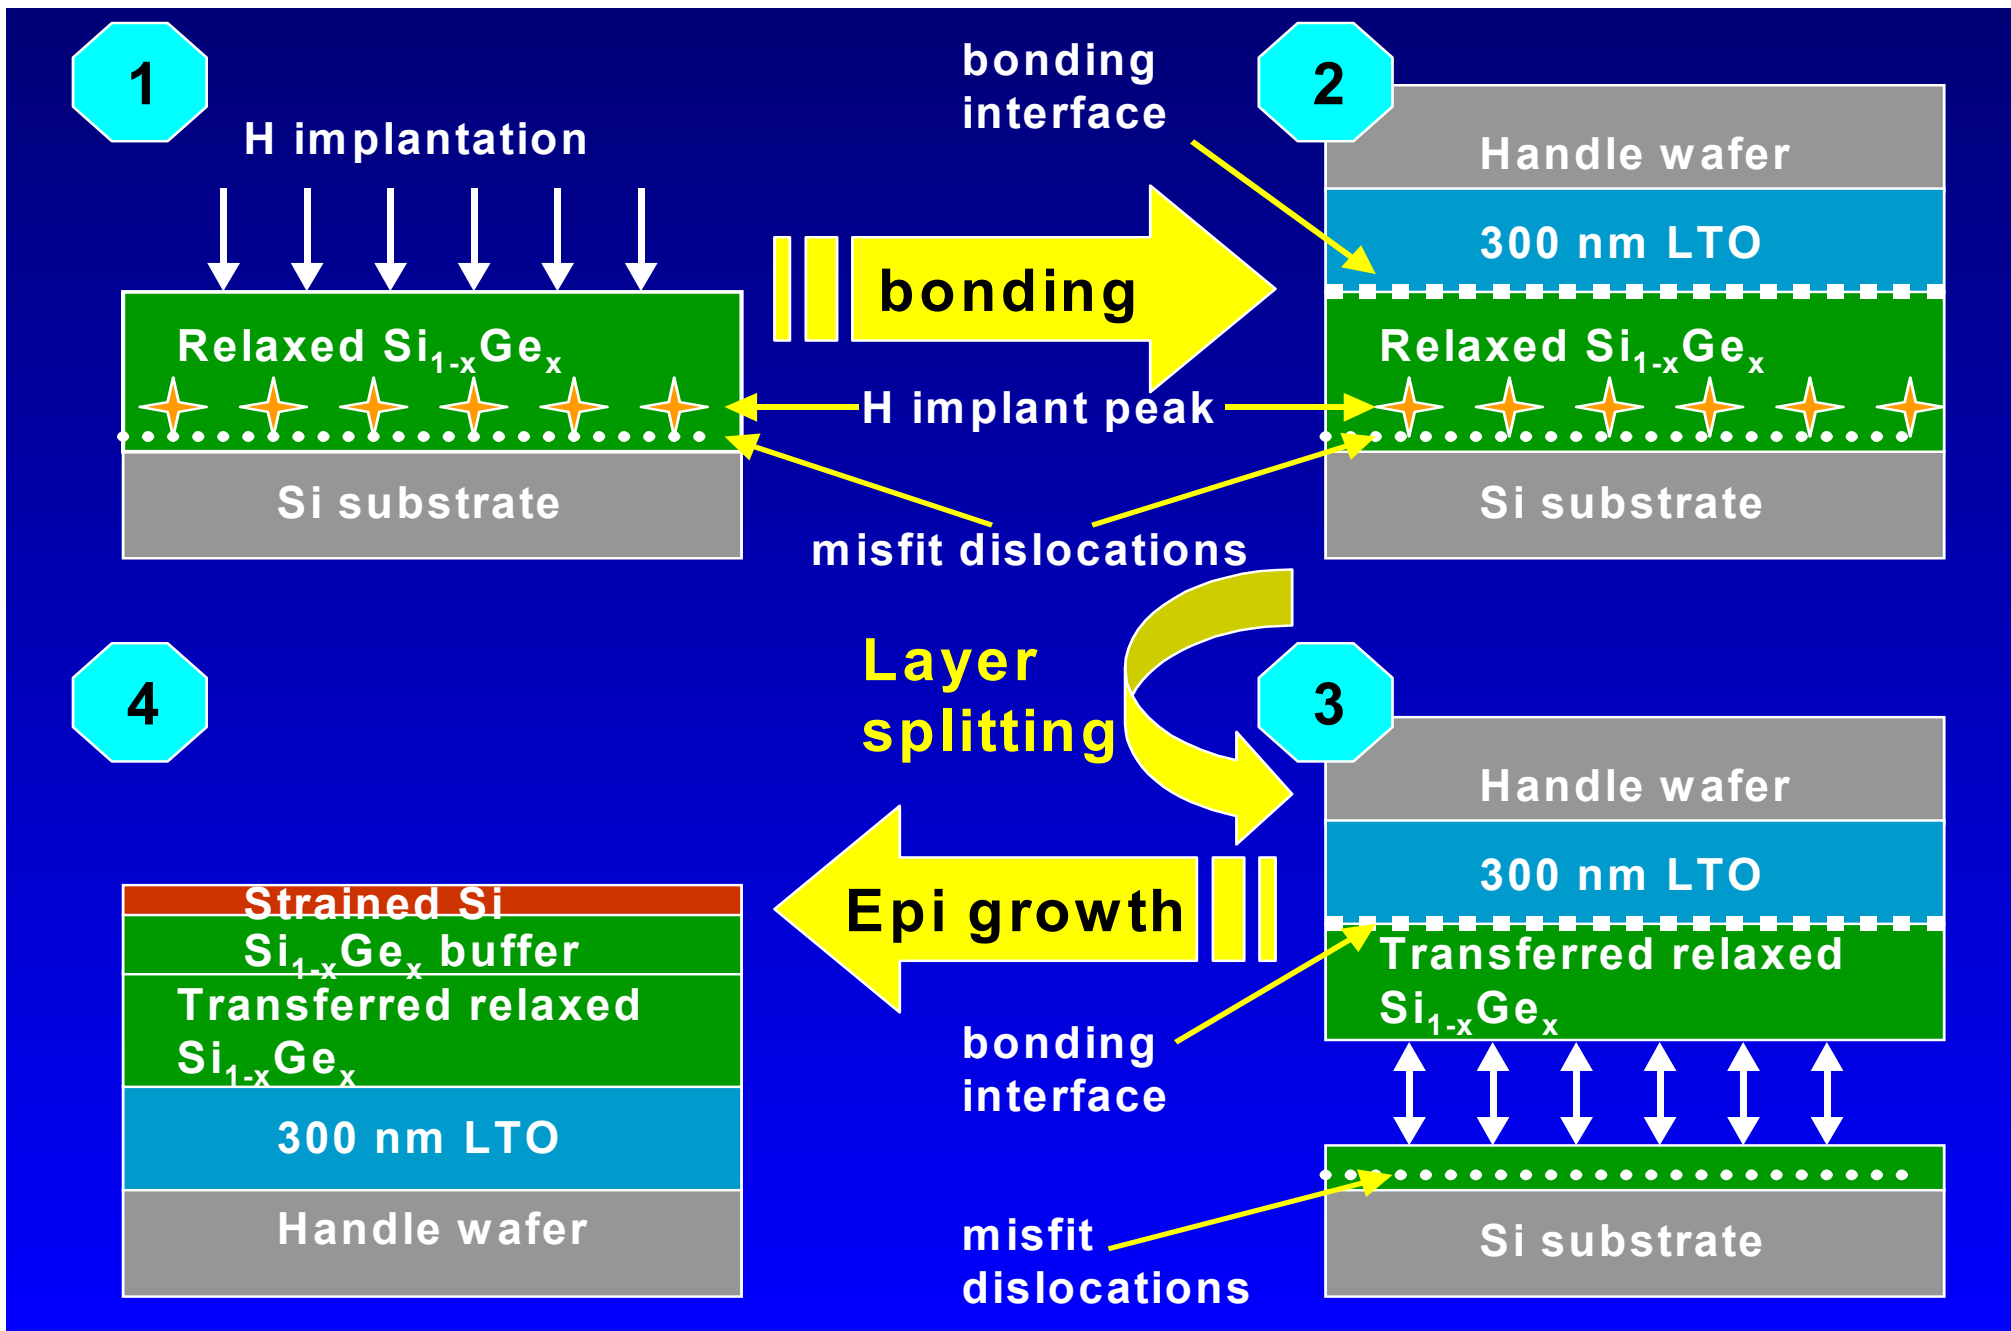 1
H implantation
Relaxed Si1-xGex
Si substrate
bonding
bonding
interface
2
Handle wafer
300 nm LTO
Relaxed Si1-xGex
Si substrate
H implant peak
misfit dislocations
Layer
splitting
3
Handle wafer
300 nm LTO
Transferred relaxed
Si1-xGex
Si substrate
bonding
interface
misfit
dislocations
Epi growth
4
Strained Si
Si1-xGex buffer
Transferred relaxed
Si1-xGex
300 nm LTO
Handle wafer